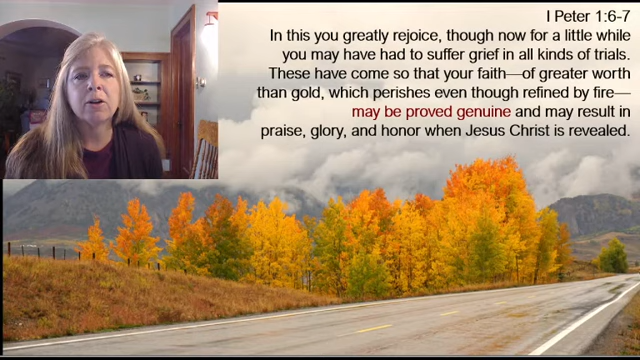 I Peter 1:6-7
In this you greatly rejoice, though now for a little while
you may have had to suffer grief in all kinds of trials.
These have come so that your faith—of greater worth
than gold, which perishes even though refined by fire—
may be proved genuine and may result in
praise, glory, and honor when Jesus Christ is revealed.